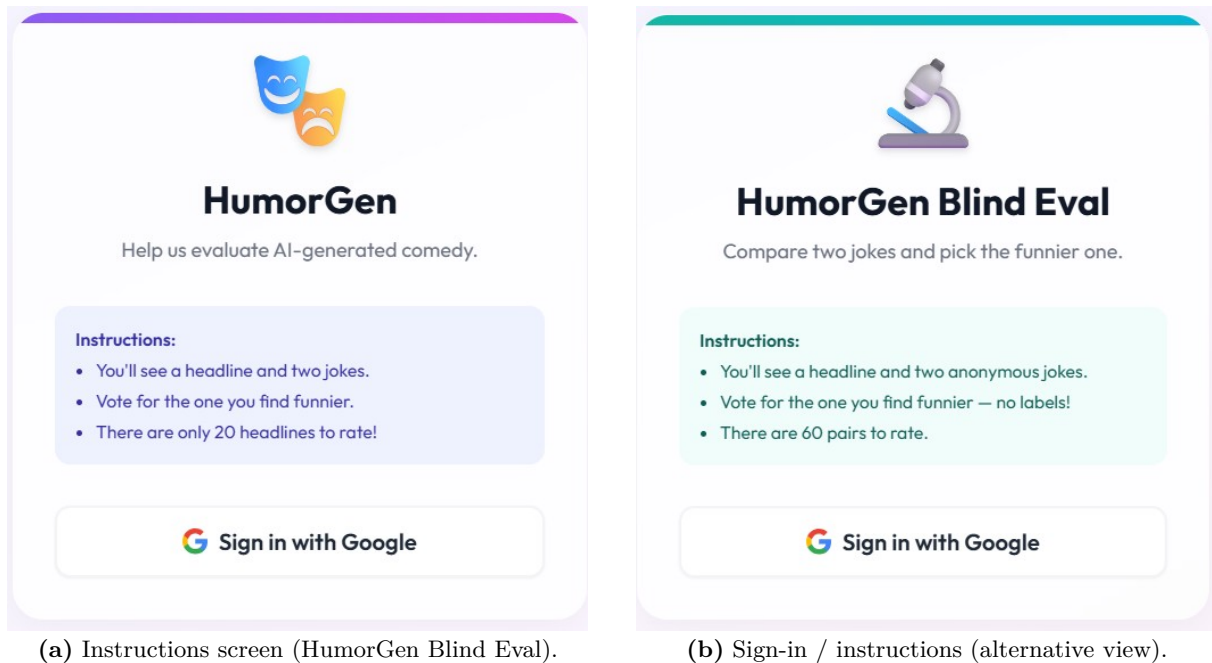 HumorGen
Help us evaluate AI-generated comedy.
Instructions:
• You'll see a headline and two jokes.
• Vote for the one you find funnier.
• There are only 20 headlines to rate!
Sign in with Google
(a) Instructions screen (HumorGen Blind Eval).
HumorGen Blind Eval
Compare two jokes and pick the funnier one.
Instructions:
• You'll see a headline and two anonymous jokes.
• Vote for the one you find funnier — no labels!
• There are 60 pairs to rate.
Sign in with Google
(b) Sign-in / instructions (alternative view).